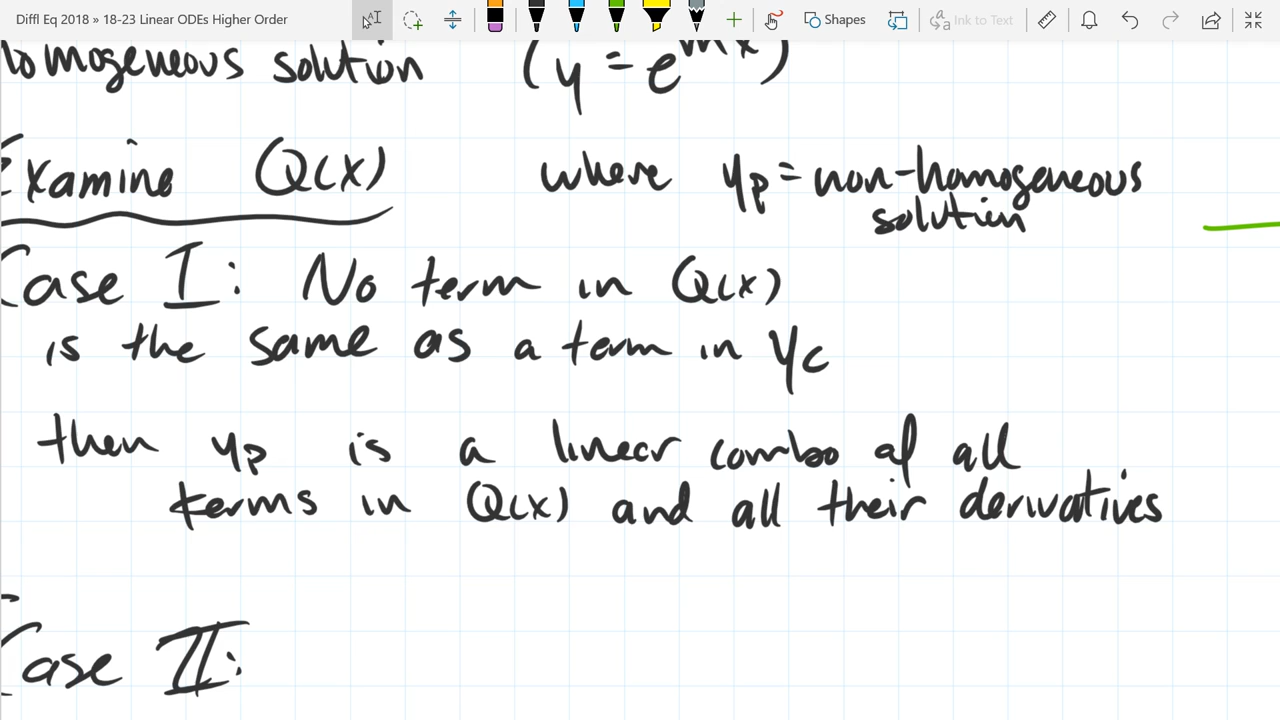 Diffl Eq 2018 » 18-23 Linear ODEs Higher Order
Shapes
Ink to Text
homogeneous solution (y = e^{mx})
Examine Q(x) where yp = non-homogeneous
solution
Case I: No term in Q(x)
is the same as a term in yc
then yp is a linear combo of all
terms in Q(x) and all their derivatives
Case II: